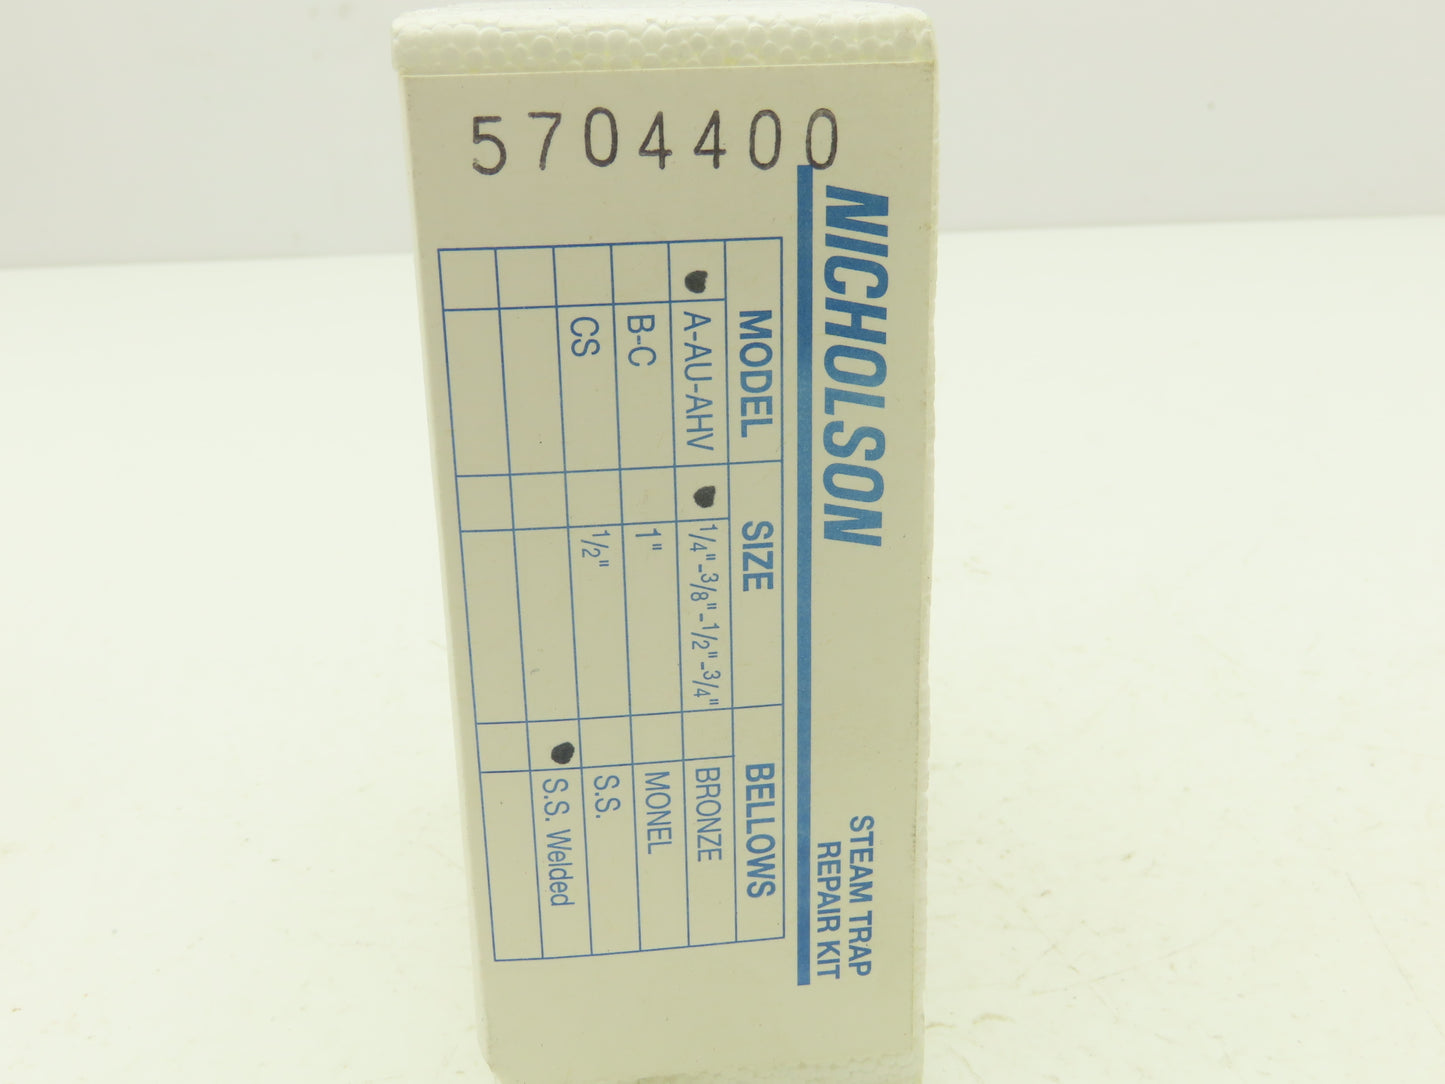 5704400
NICHOLSON
STEAM TRAP
REPAIR KIT
MODEL SIZE BELLOWS
● A-AU-AHV ● 1/4"-3/8"-1/2"-3/4" BRONZE
B-C 1" MONEL
CS 1/2" S.S.
● S.S. Welded